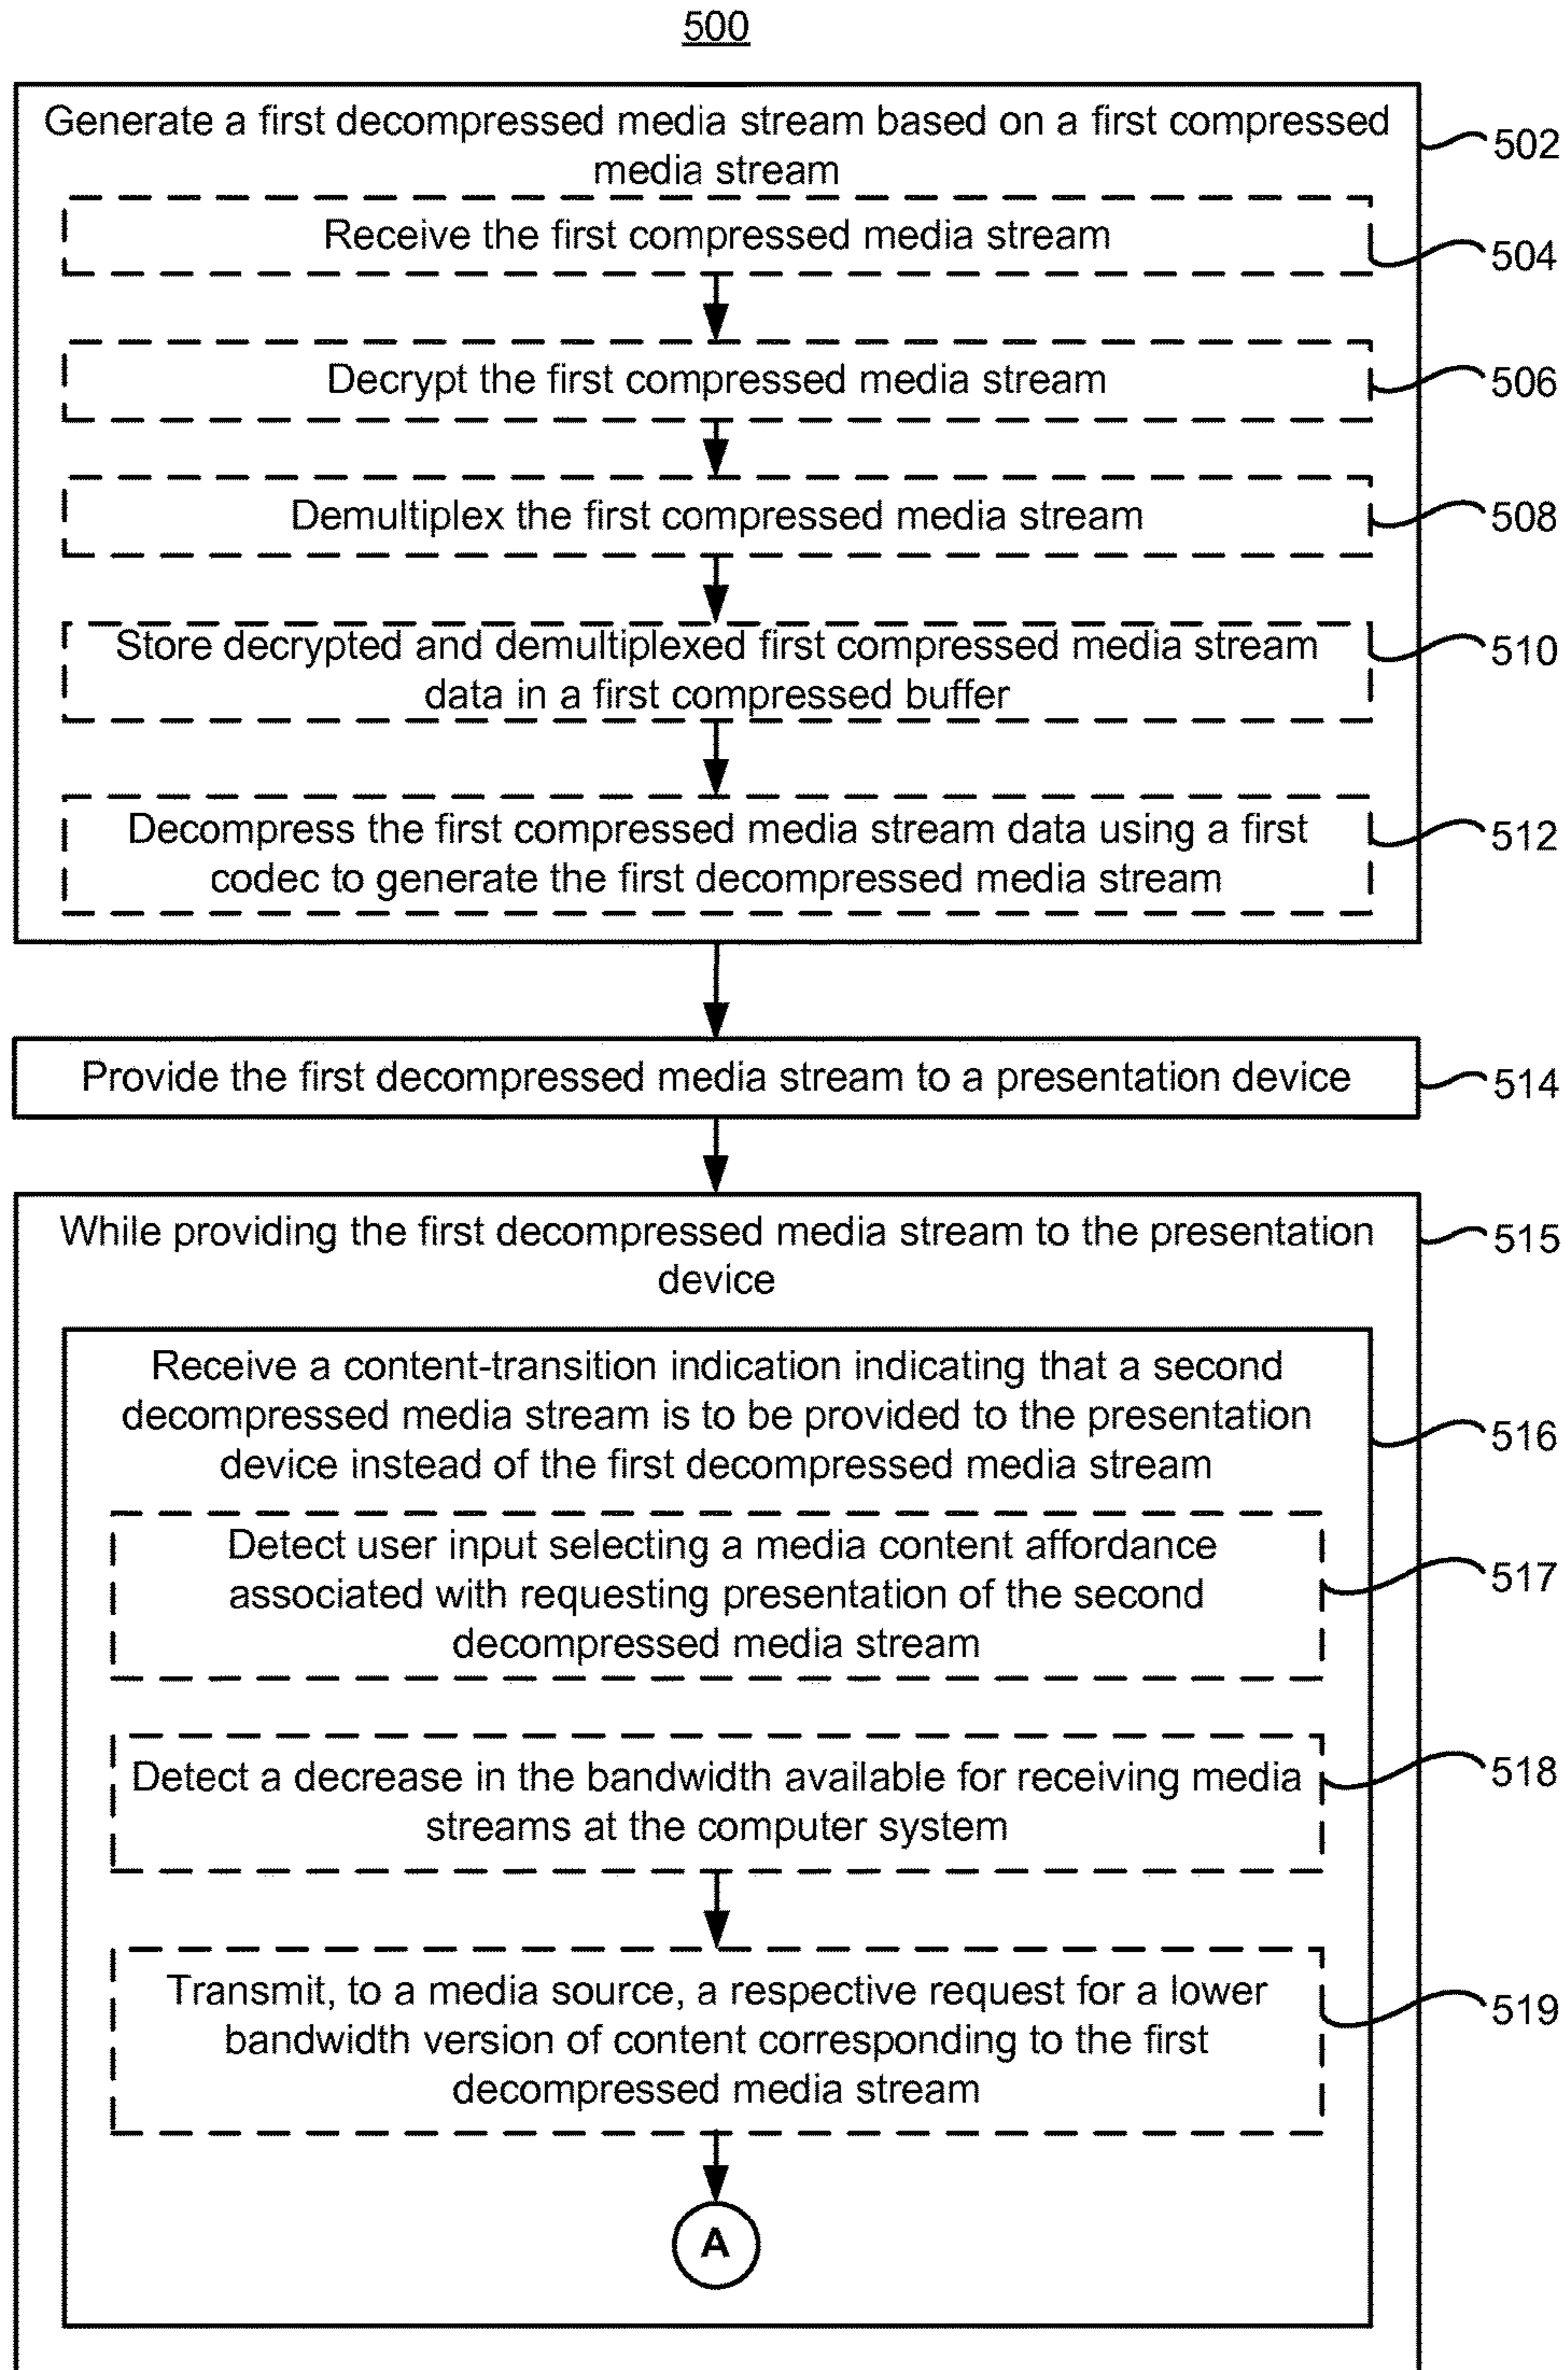 500
Generate a first decompressed media stream based on a first compressed
media stream
502
Receive the first compressed media stream
504
Decrypt the first compressed media stream
506
Demultiplex the first compressed media stream
508
Store decrypted and demultiplexed first compressed media stream
data in a first compressed buffer
510
Decompress the first compressed media stream data using a first
codec to generate the first decompressed media stream
512
Provide the first decompressed media stream to a presentation device
514
While providing the first decompressed media stream to the presentation
device
515
Receive a content-transition indication indicating that a second
decompressed media stream is to be provided to the presentation
device instead of the first decompressed media stream
516
Detect user input selecting a media content affordance
associated with requesting presentation of the second
decompressed media stream
517
Detect a decrease in the bandwidth available for receiving media
streams at the computer system
518
Transmit, to a media source, a respective request for a lower
bandwidth version of content corresponding to the first
decompressed media stream
519
A